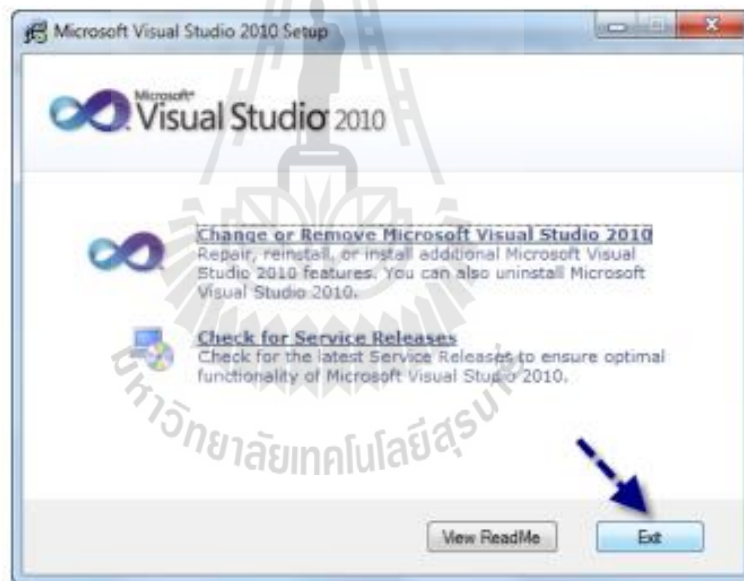 Microsoft Visual Studio 2010 Setup
Microsoft®
Visual Studio 2010
Change or Remove Microsoft Visual Studio 2010
Repair, reinstall, or install additional Microsoft Visual
Studio 2010 features. You can also uninstall Microsoft
Visual Studio 2010.
Check for Service Releases
Check for the latest Service Releases to ensure optimal
functionality of Microsoft Visual Studio 2010.
มหาวิทยาลัยเทคโนโลยีสุรนารี
View ReadMe
Exit